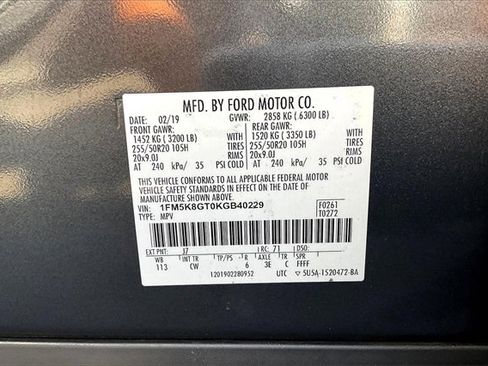 MFD. BY FORD MOTOR CO.
DATE: 02/19 GVWR: 2858 KG ( 6300 LB)
FRONT GAWR: REAR GAWR:
1452 KG ( 3200 LB) WITH 1520 KG ( 3350 LB) WITH
255/50R20 105H TIRES 255/50R20 105H TIRES
20x9.0J RIMS 20x9.0J RIMS
AT 240 kPa/ 35 PSI COLD AT 240 kPa/ 35 PSI COLD
THIS VEHICLE CONFORMS TO ALL APPLICABLE FEDERAL MOTOR
VEHICLE SAFETY STANDARDS IN EFFECT ON THE DATE OF
MANUFACTURE SHOWN ABOVE.
VIN: 1FM5K8GT0KGB40229 F0261
TYPE: MPV T0272
EXT PNT: J7 RC: 71 DSO:
WB INT TR TP/PS R AXLE TR SPR
113 CW 6 3E C FFFF
1201902280952 UTC ▽ 5U5A-1520472-BA